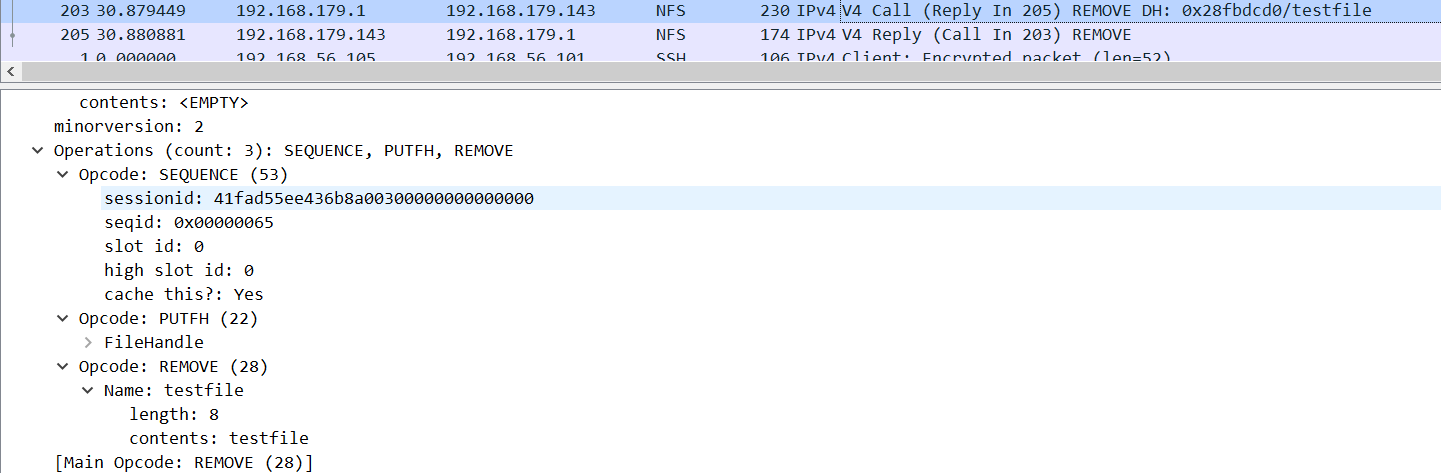 203 30.879449 192.168.179.1 192.168.179.143 NFS 230 IPv4 V4 Call (Reply In 205) REMOVE DH: 0x28fbdcd0/testfile
205 30.880881 192.168.179.143 192.168.179.1 NFS 174 IPv4 V4 Reply (Call In 203) REMOVE
1 0.000000 192.168.56.105 192.168.56.101 SSH 106 IPv4 Client: Encrypted packet (len=52)
contents: <EMPTY>
minorversion: 2
Operations (count: 3): SEQUENCE, PUTFH, REMOVE
Opcode: SEQUENCE (53)
sessionid: 41fad55ee436b8a00300000000000000
seqid: 0x00000065
slot id: 0
high slot id: 0
cache this?: Yes
Opcode: PUTFH (22)
FileHandle
Opcode: REMOVE (28)
Name: testfile
length: 8
contents: testfile
[Main Opcode: REMOVE (28)]